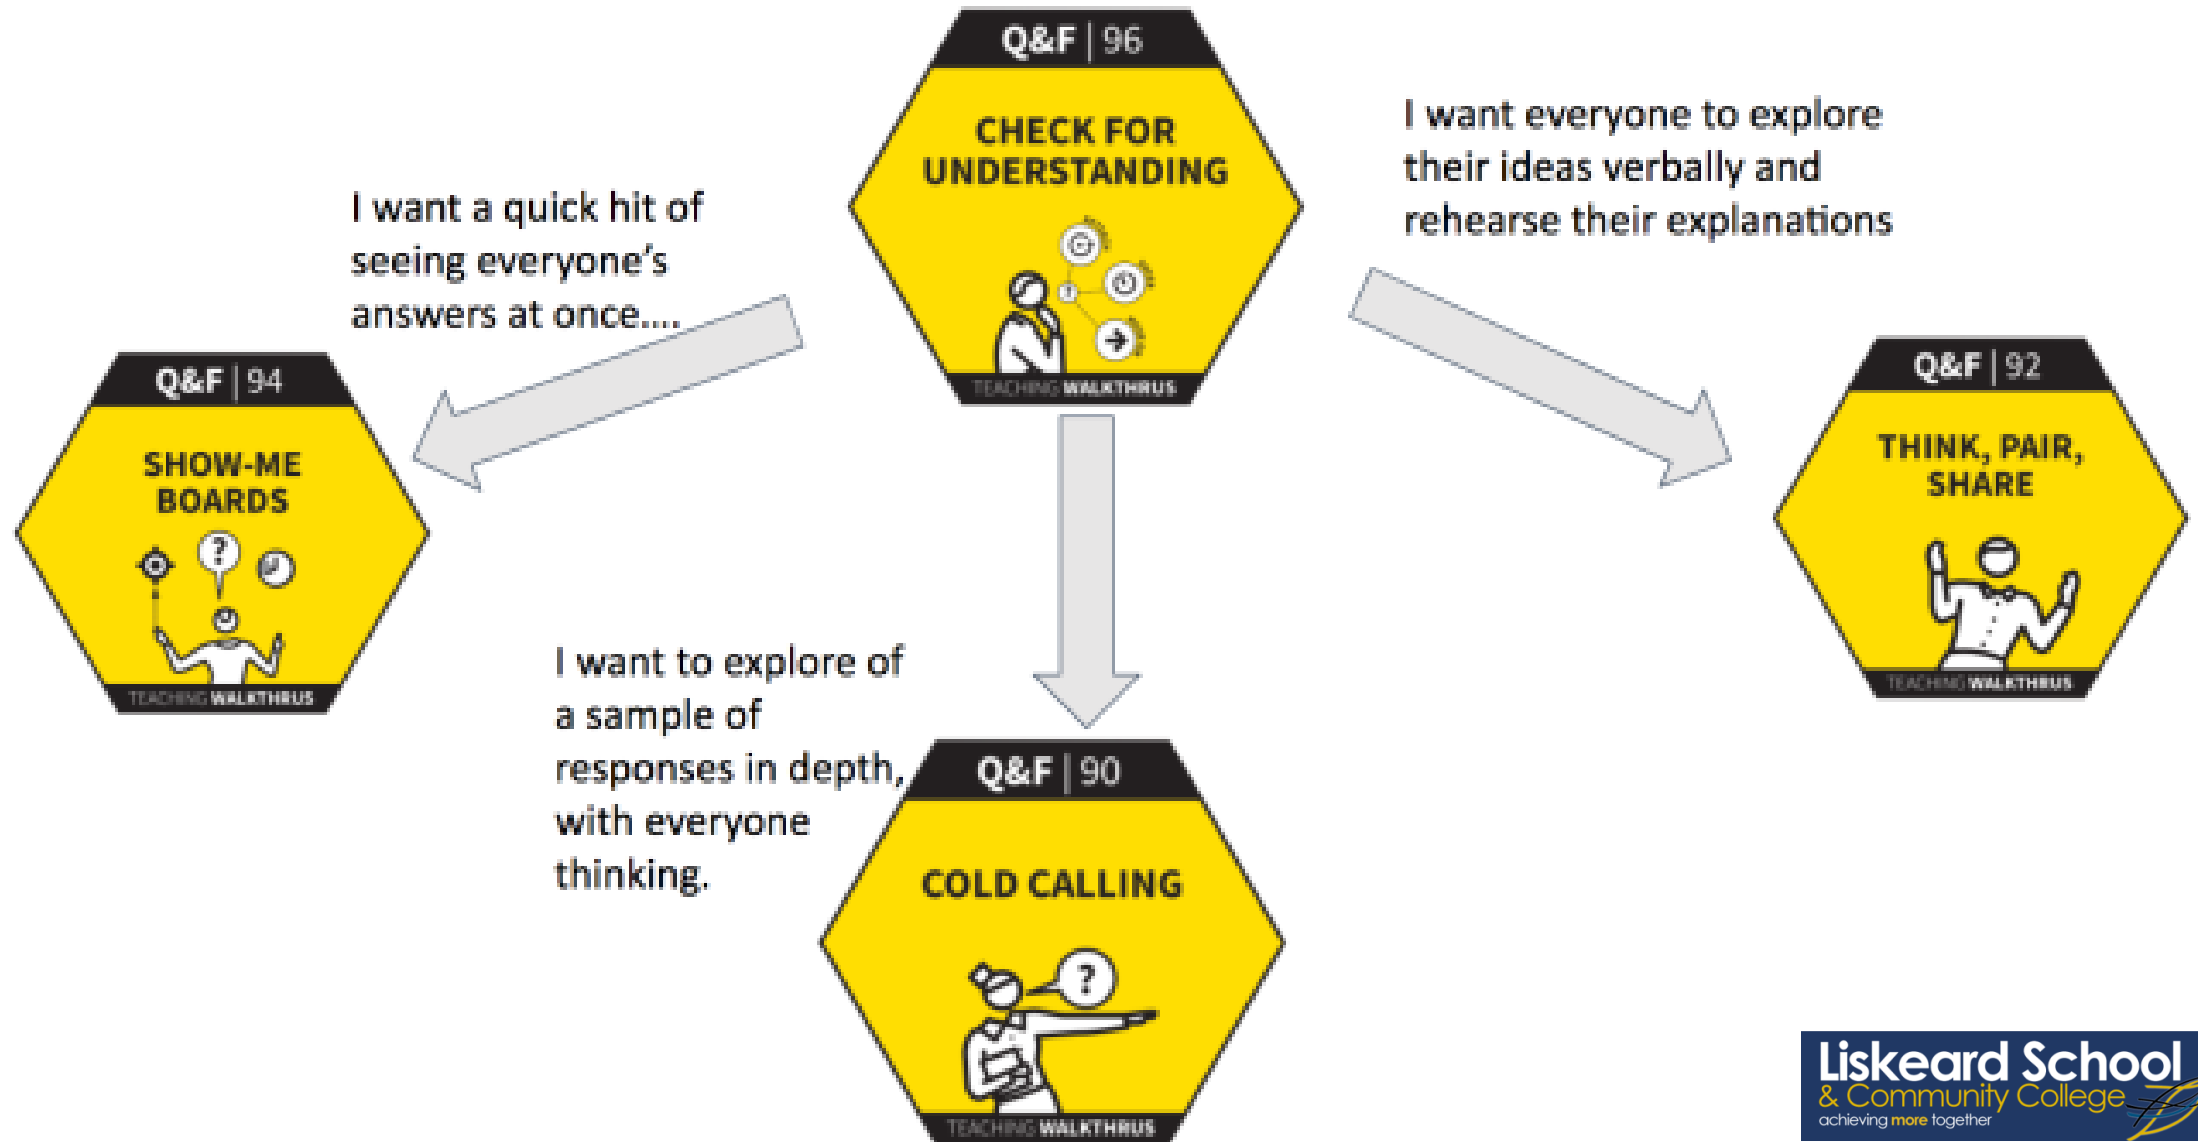 Q&F | 96
CHECK FOR
UNDERSTANDING
?
TEACHING WALKTHRUS
I want a quick hit of
seeing everyone's
answers at once....
I want everyone to explore
their ideas verbally and
rehearse their explanations
Q&F | 94
SHOW-ME
BOARDS
?
TEACHING WALKTHRUS
Q&F | 92
THINK, PAIR,
SHARE
TEACHING WALKTHRUS
I want to explore of
a sample of
responses in depth,
with everyone
thinking.
Q&F | 90
COLD CALLING
?
TEACHING WALKTHRUS
Liskeard School
& Community College
achieving more together